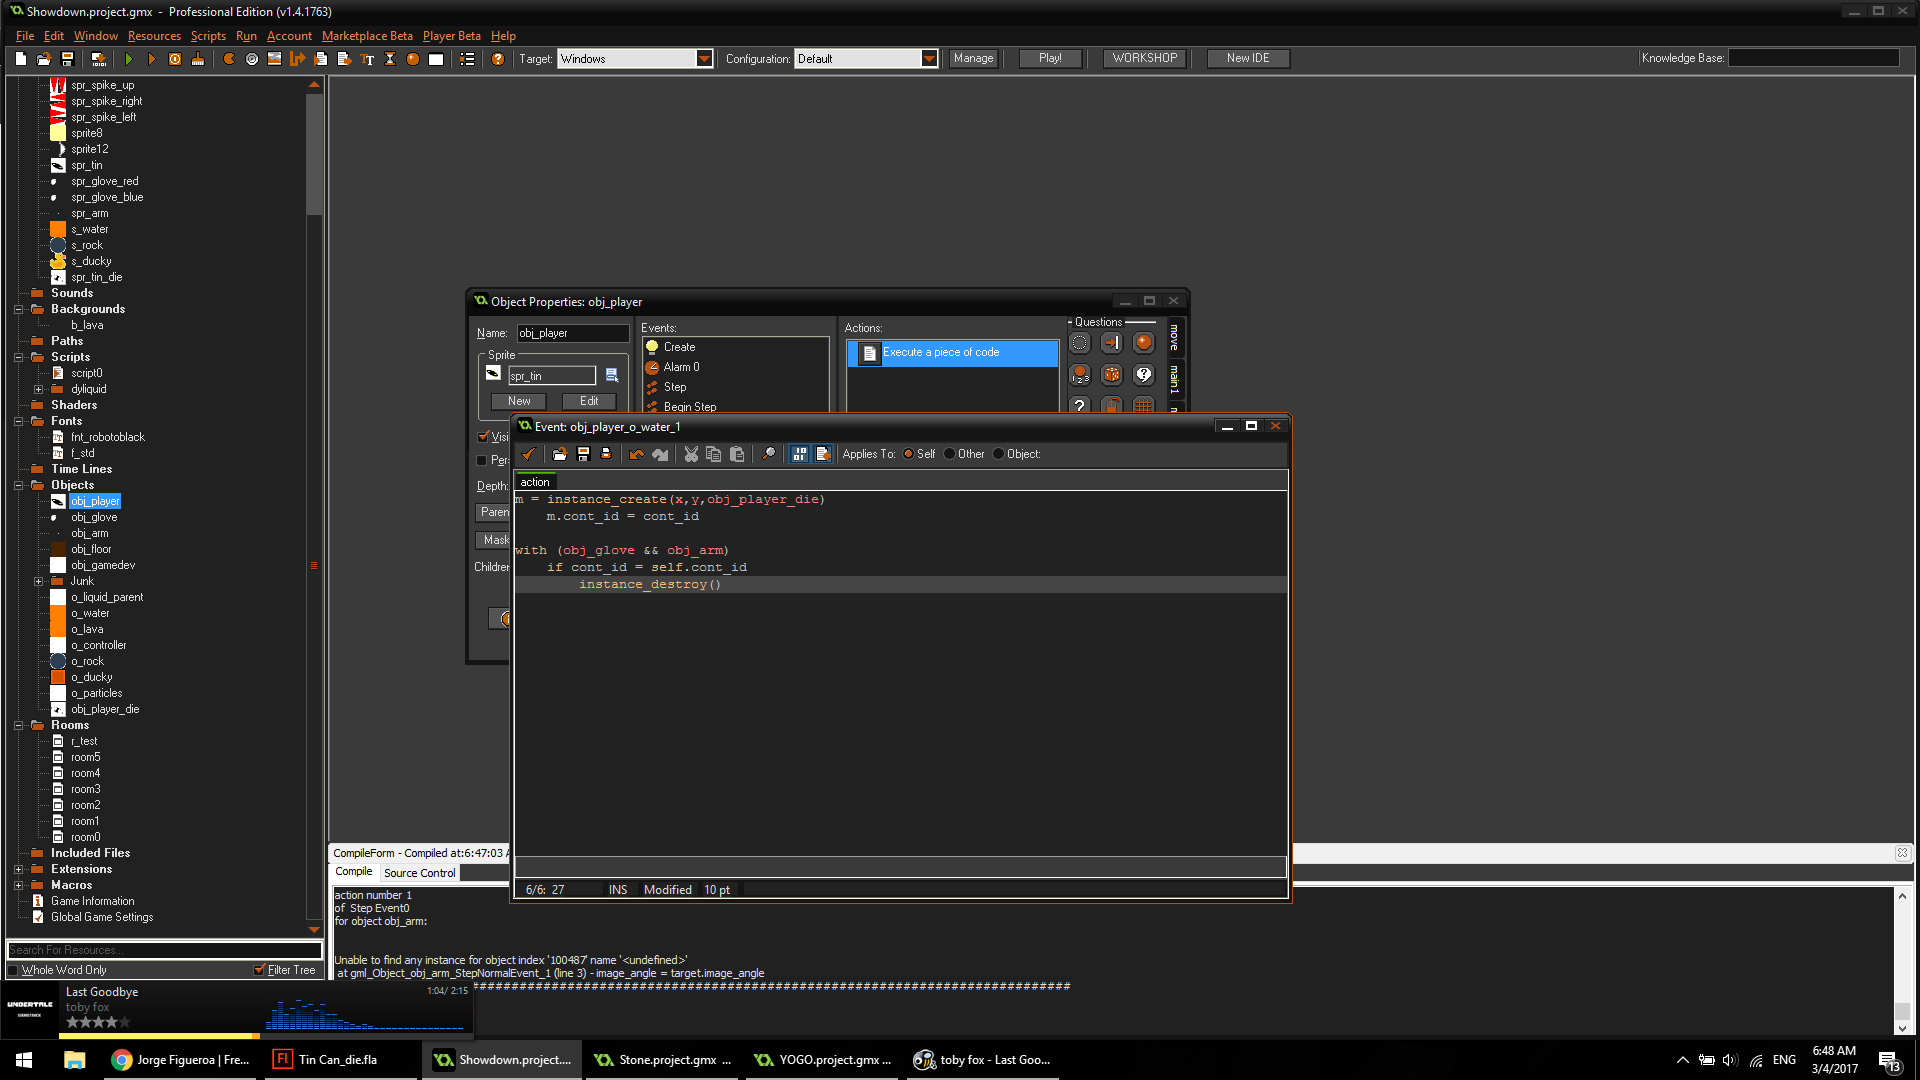 Showdown.project.gmx - Professional Edition (v1.4.1763)
File Edit Window Resources Scripts Run Account Marketplace Beta Player Beta Help
Target: Windows Configuration: Default Manage Play! WORKSHOP New IDE Knowledge Base:
spr_spike_up
spr_spike_right
spr_spike_left
sprite8
sprite12
spr_tin
spr_glove_red
spr_glove_blue
spr_arm
s_water
s_rock
s_ducky
spr_tin_die
Sounds
Backgrounds
b_lava
Paths
Scripts
script0
dyliquid
Shaders
Fonts
fnt_robotoblack
f_std
Time Lines
Objects
obj_player
obj_glove
obj_arm
obj_floor
obj_gamedev
Junk
o_liquid_parent
o_water
o_lava
o_controller
o_rock
o_ducky
o_particles
obj_player_die
Rooms
r_test
room5
room4
room3
room2
room1
room0
Included Files
Extensions
Macros
Game Information
Global Game Settings
Search For Resources...
Whole Word Only Filter Tree
Object Properties: obj_player
Name: obj_player
Sprite
spr_tin
New Edit
Visi
Per
Depth:
Paren
Mask
Children
Events:
Create
Alarm 0
Step
Begin Step
Actions:
Execute a piece of code
Questions
move
main1
Event: obj_player_o_water_1
Applies To: Self Other Object:
action
m = instance_create(x,y,obj_player_die)
m.cont_id = cont_id
with (obj_glove && obj_arm)
if cont_id = self.cont_id
instance_destroy()
6/6: 27 INS Modified 10 pt
CompileForm - Compiled at:6:47:03 A
Compile Source Control
action number 1
of Step Event0
for object obj_arm:
Unable to find any instance for object index '100487' name '<undefined>'
at gml_Object_obj_arm_StepNormalEvent_1 (line 3) - image_angle = target.image_angle
UNDERTALE
SOUNDTRACK
Last Goodbye 1:04/ 2:15
toby fox
Jorge Figueroa | Fre...
Tin Can_die.fla
Showdown.project....
Stone.project.gmx ...
YOGO.project.gmx ...
toby fox - Last Goo...
ENG
6:48 AM
3/4/2017
13